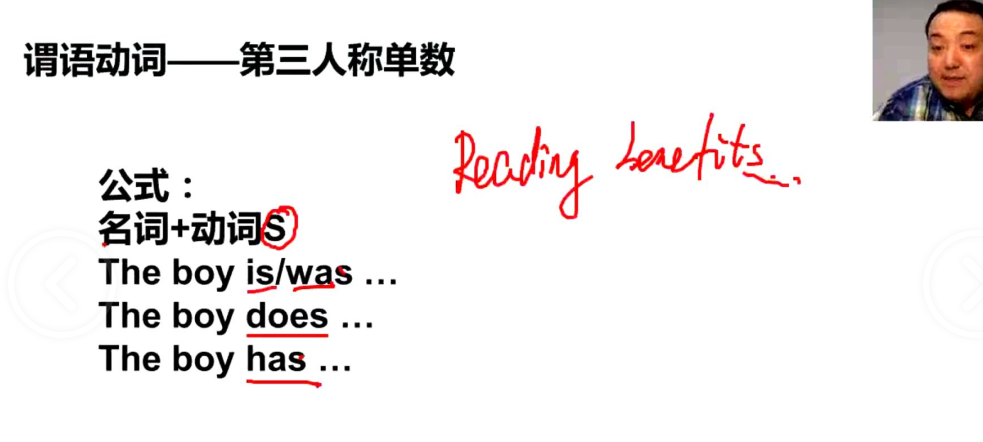 谓语动词——第三人称单数
Reading benefits...
公式：
名词+动词S
The boy is/was …
The boy does …
The boy has …